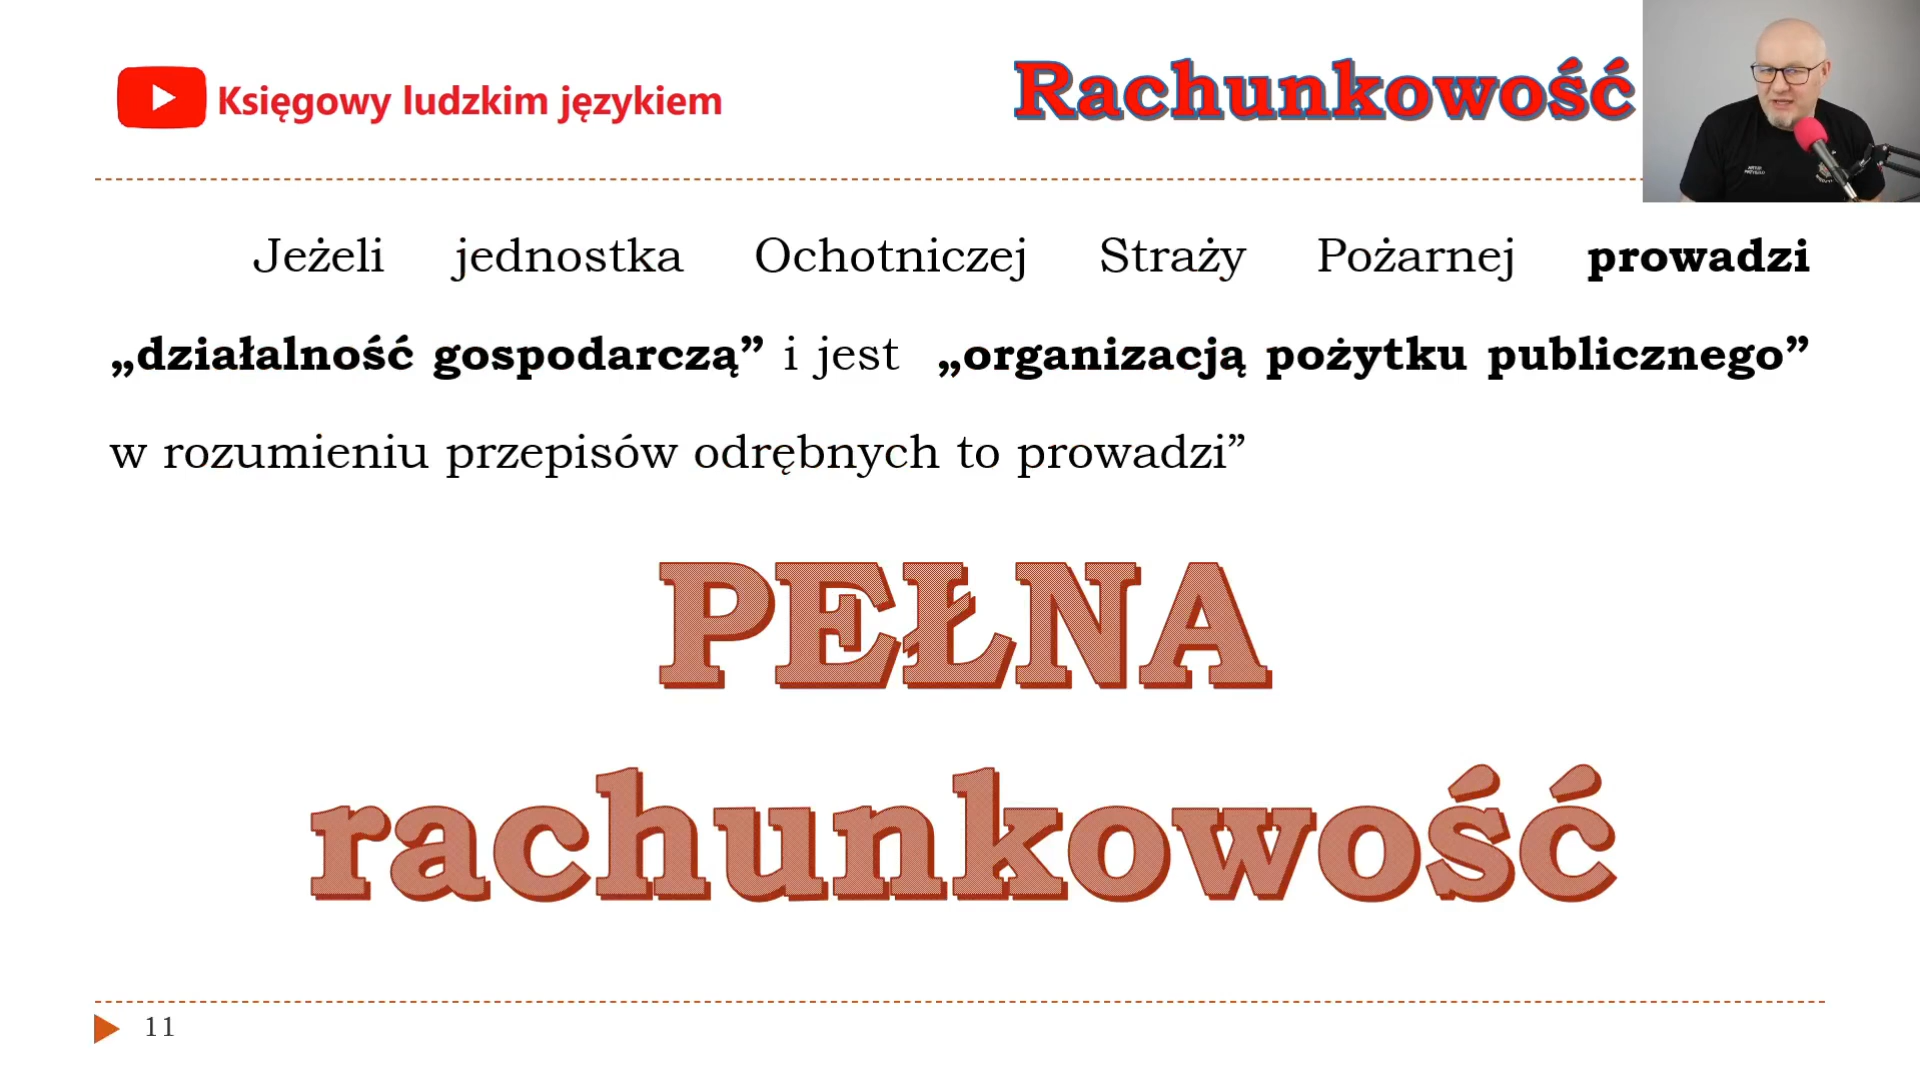 Księgowy ludzkim językiem
Rachunkowość
Jeżeli jednostka Ochotniczej Straży Pożarnej prowadzi
„działalność gospodarczą” i jest „organizacją pożytku publicznego”
w rozumieniu przepisów odrębnych to prowadzi”
PEŁNA
rachunkowość
11